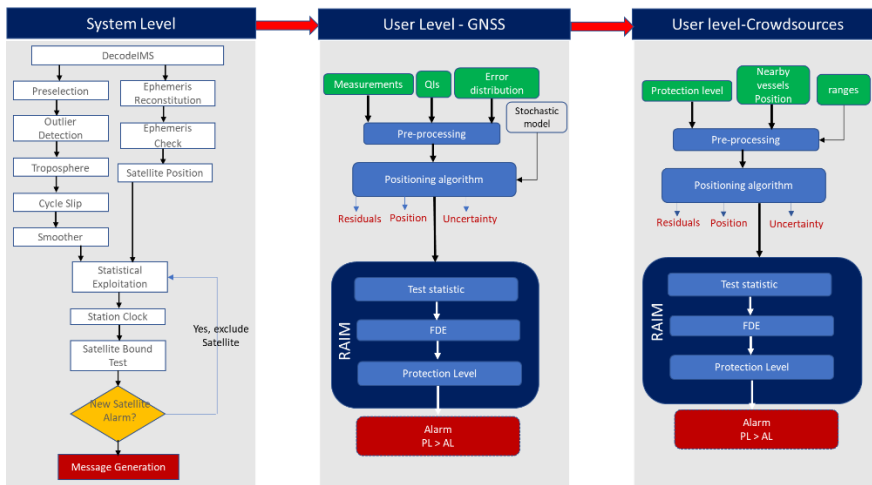 System Level
DecodeIMS
Preselection
Ephemeris
Reconstitution
Outlier
Detection
Ephemeris
Check
Troposphere
Satellite Position
Cycle Slip
Smoother
Statistical
Exploitation
Station Clock
Yes, exclude
Satellite
Satellite Bound
Test
New Satellite
Alarm?
Message Generation
User Level - GNSS
Measurements
QIs
Error
distribution
Stochastic
model
Pre-processing
Positioning algorithm
Residuals
Position
Uncertainty
RAIM
Test statistic
FDE
Protection Level
Alarm
PL > AL
User level-Crowdsources
Protection level
Nearby
vessels
Position
ranges
Pre-processing
Positioning algorithm
Residuals
Position
Uncertainty
RAIM
Test statistic
FDE
Protection Level
Alarm
PL > AL